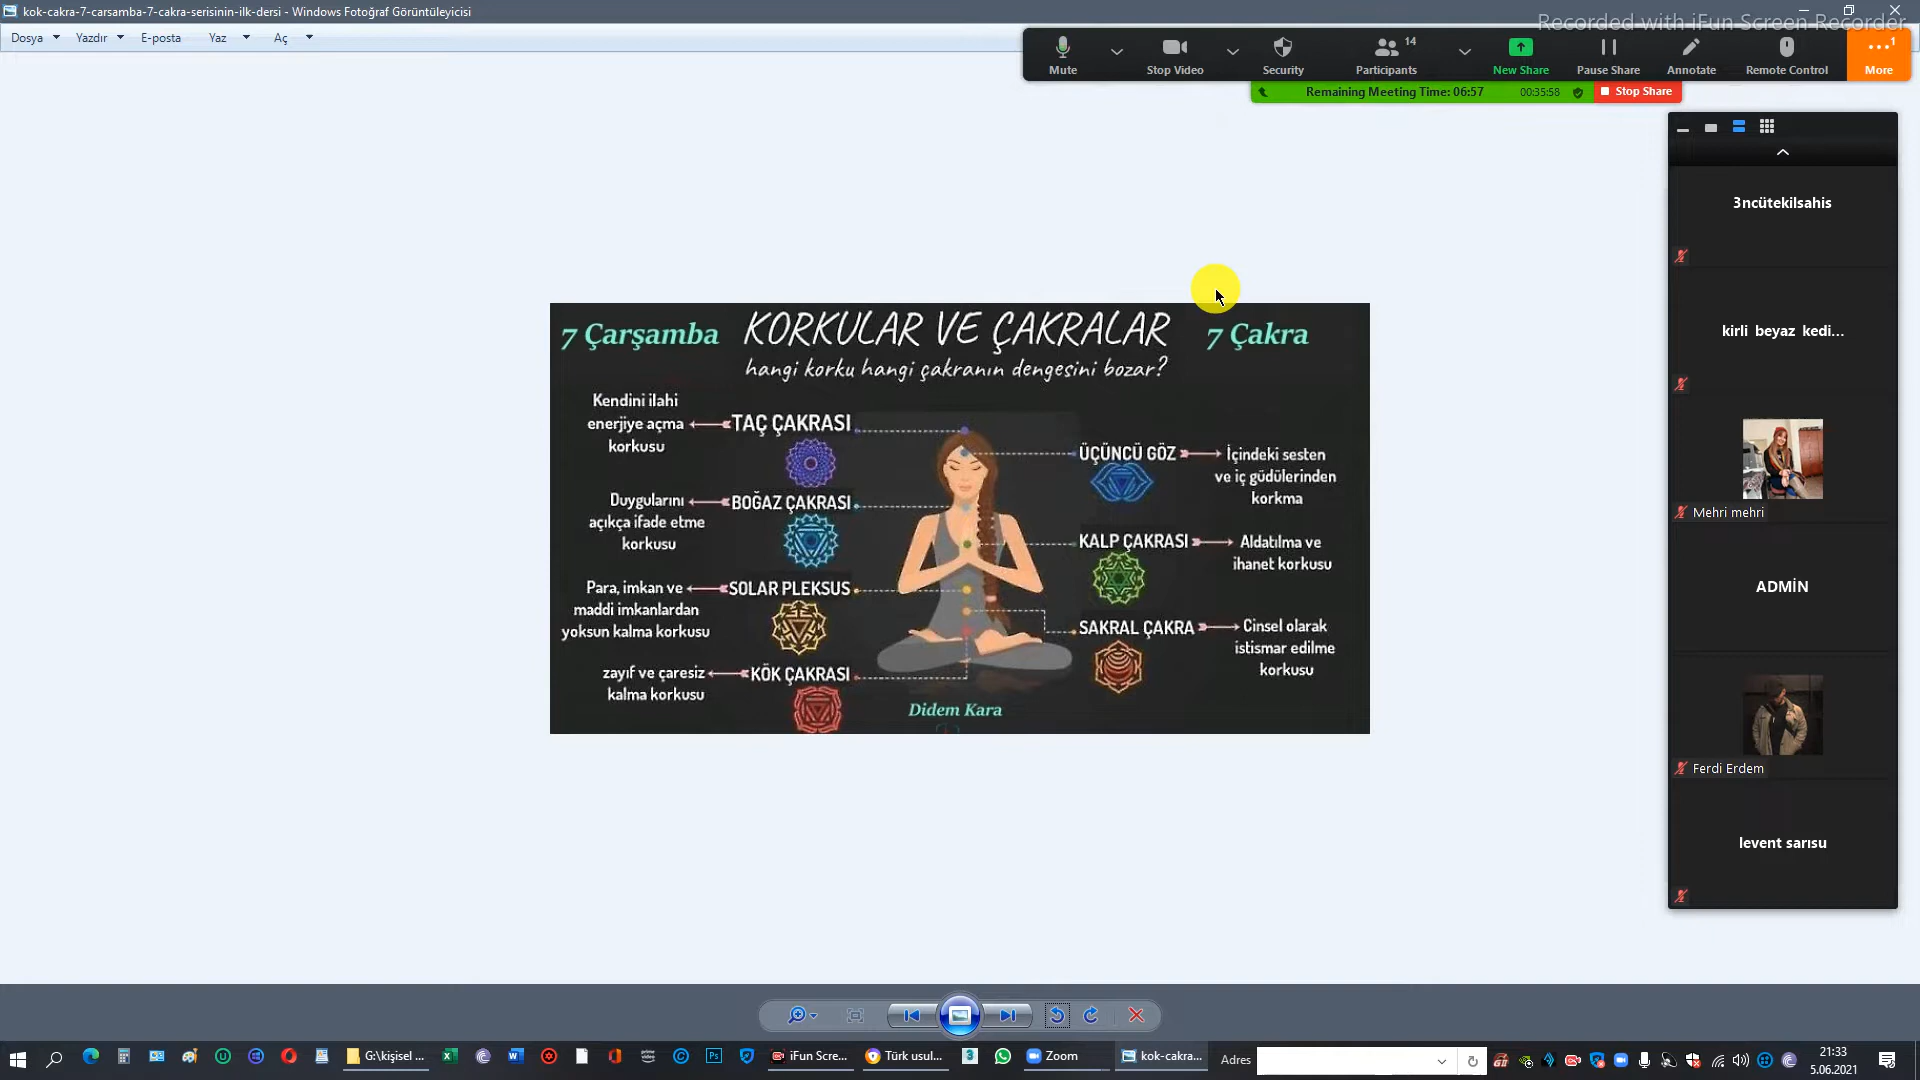 kok-cakra-7-carsamba-7-cakra-serisinin-ilk-dersi - Windows Fotoğraf Görüntüleyicisi
Recorded with iFun Screen Recorder
Dosya Yazdır E-posta Yaz Aç
14
1
Mute Stop Video Security Participants New Share Pause Share Annotate Remote Control More
Remaining Meeting Time: 06:57 00:35:58 Stop Share
3ncütekilsahis
kirli beyaz kedi...
Mehri mehri
ADMİN
Ferdi Erdem
levent sarısu
7 Çarşamba KORKULAR VE ÇAKRALAR 7 Çakra
hangi korku hangi çakranın dengesini bozar?
Kendini ilahi
enerjiye açma
korkusu
TAÇ ÇAKRASI
ÜÇÜNCÜ GÖZ
İçindeki sesten
ve iç güdülerinden
korkma
Duygularını
açıkça ifade etme
korkusu
BOĞAZ ÇAKRASI
KALP ÇAKRASI
Aldatılma ve
ihanet korkusu
Para, imkan ve
maddi imkanlardan
yoksun kalma korkusu
SOLAR PLEKSUS
SAKRAL ÇAKRA
Cinsel olarak
istismar edilme
korkusu
zayıf ve çaresiz
kalma korkusu
KÖK ÇAKRASI
Didem Kara
G:\kişisel ...
iFun Scre...
Türk usul...
Zoom
kok-cakra...
Adres
21:33
5.06.2021